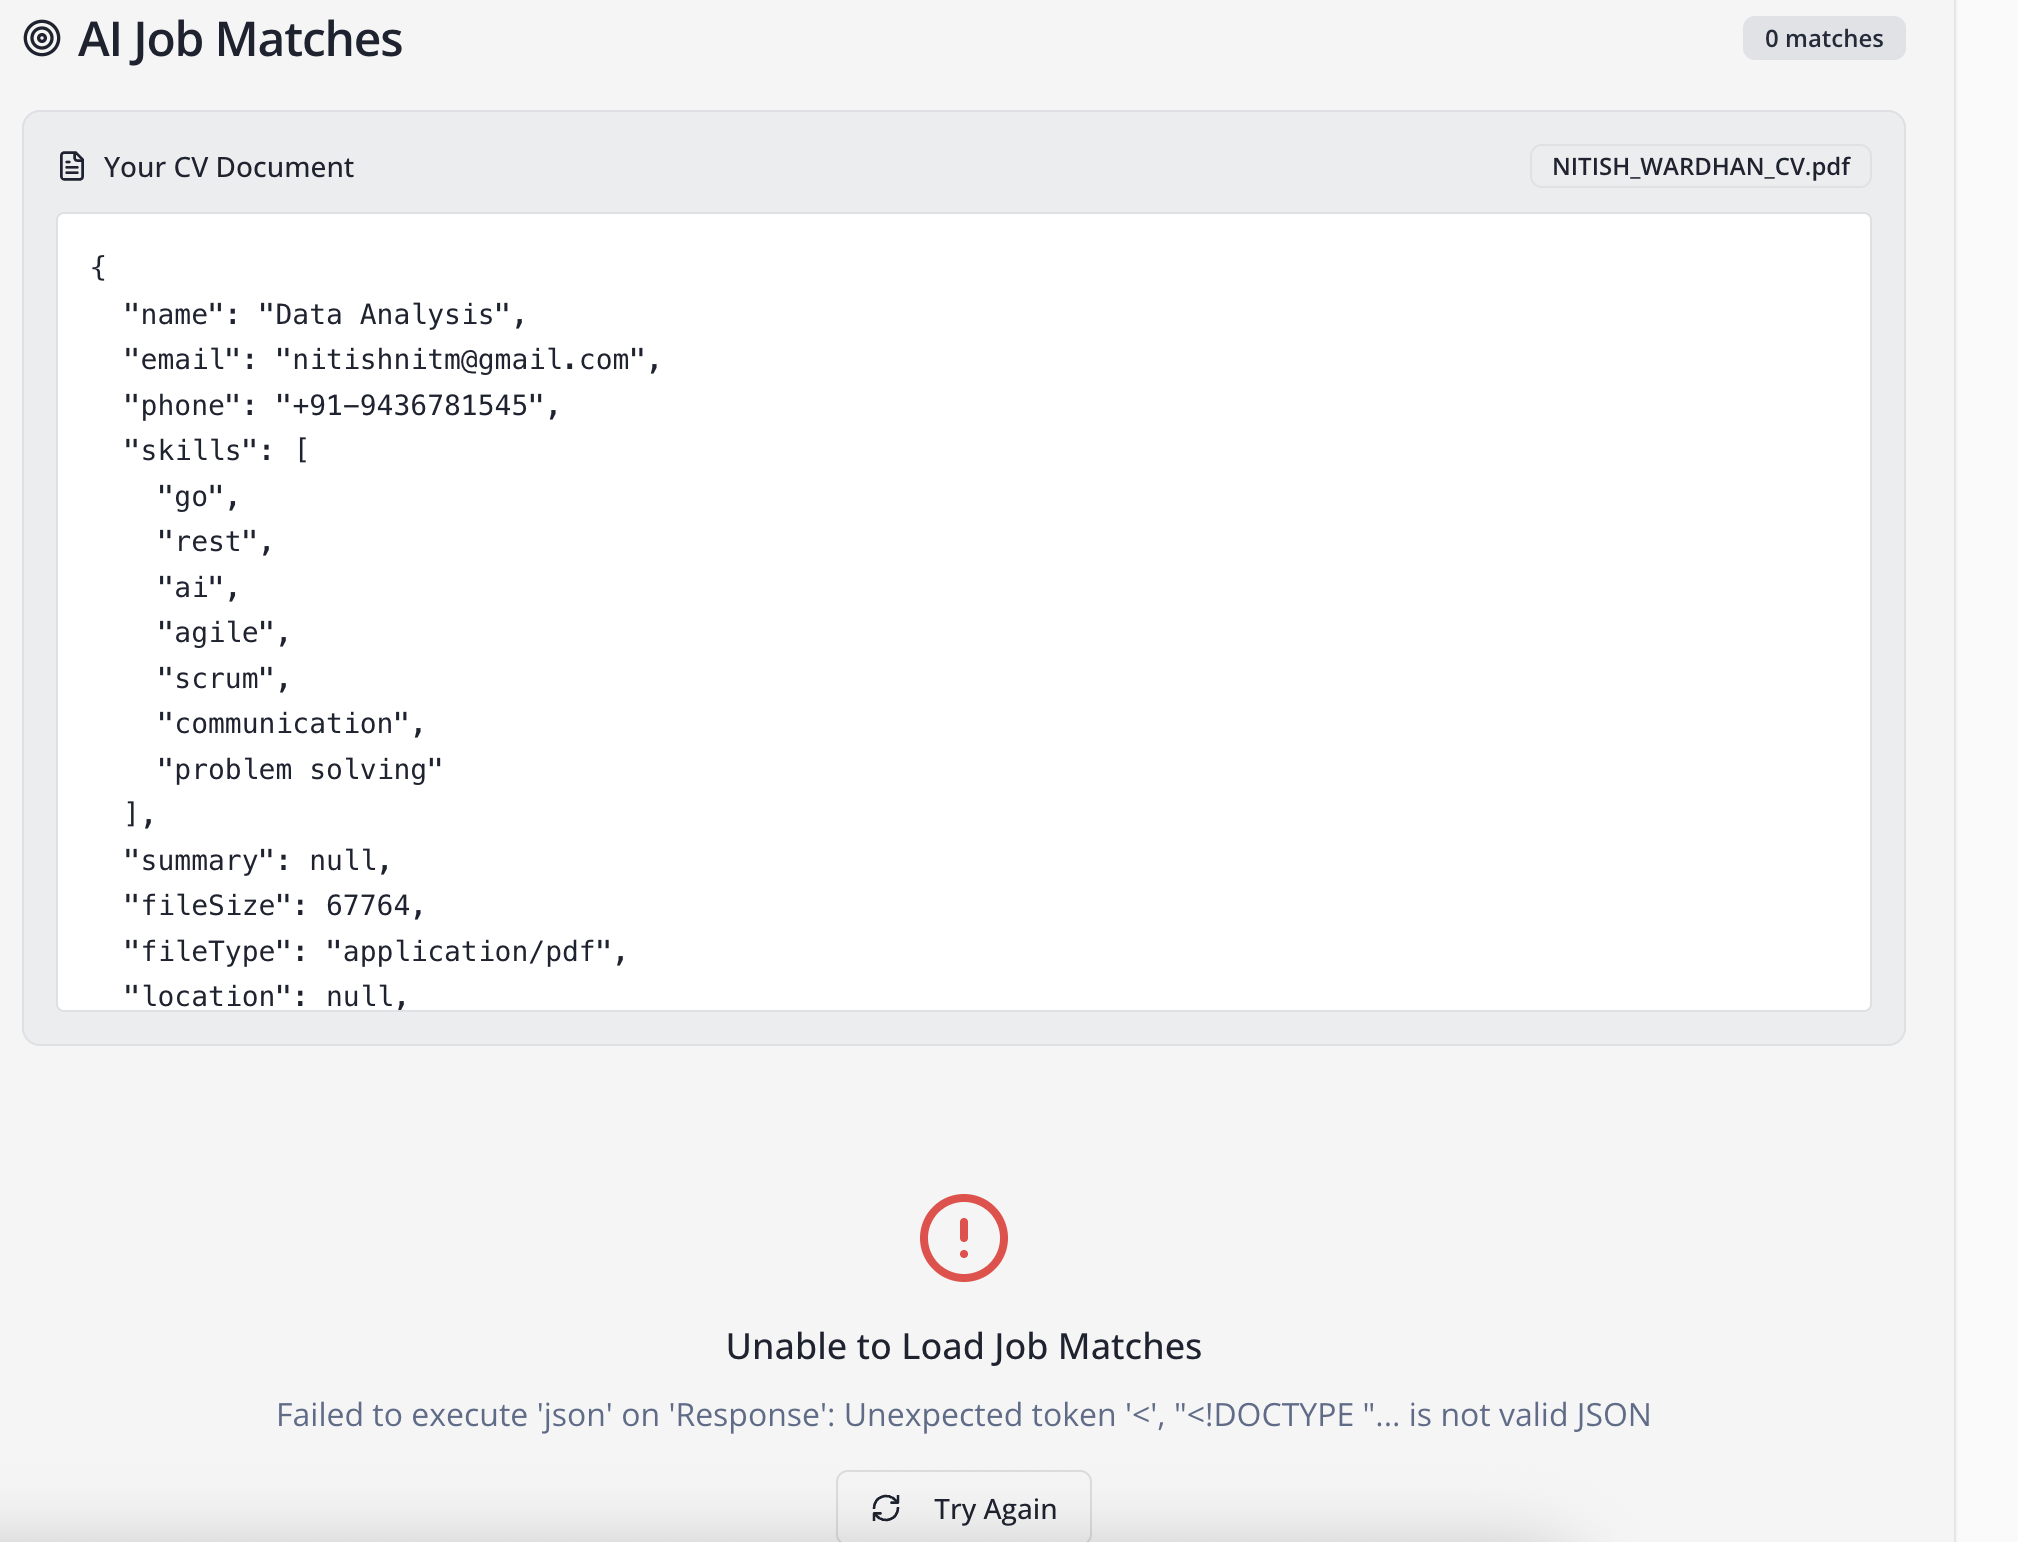 AI Job Matches
0 matches
Your CV Document
NITISH_WARDHAN_CV.pdf
{
  "name": "Data Analysis",
  "email": "nitishnitm@gmail.com",
  "phone": "+91-9436781545",
  "skills": [
    "go",
    "rest",
    "ai",
    "agile",
    "scrum",
    "communication",
    "problem solving"
  ],
  "summary": null,
  "fileSize": 67764,
  "fileType": "application/pdf",
  "location": null,
Unable to Load Job Matches
Failed to execute 'json' on 'Response': Unexpected token '<', "<!DOCTYPE "... is not valid JSON
Try Again